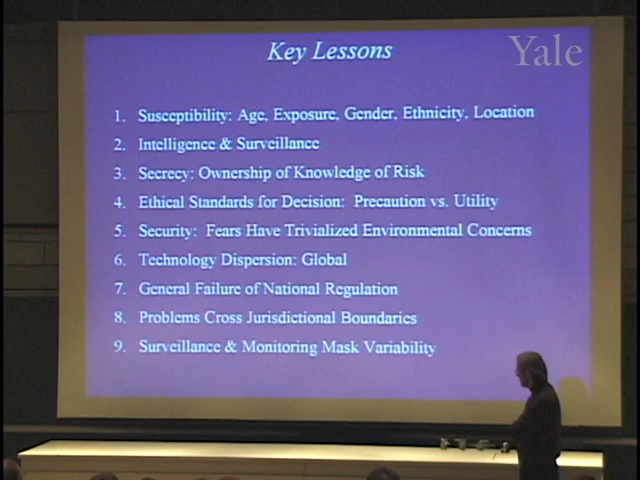 Key Lessons
Yale
1. Susceptibility: Age, Exposure, Gender, Ethnicity, Location
2. Intelligence & Surveillance
3. Secrecy: Ownership of Knowledge of Risk
4. Ethical Standards for Decision: Precaution vs. Utility
5. Security: Fears Have Trivialized Environmental Concerns
6. Technology Dispersion: Global
7. General Failure of National Regulation
8. Problems Cross Jurisdictional Boundaries
9. Surveillance & Monitoring Mask Variability